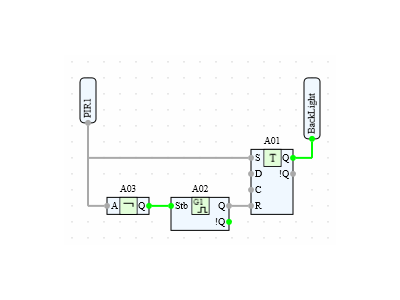 PIR1
BackLight
A01
S T Q
D !Q
C
R
A03
A Q
A02
Stb G1 Q
!Q